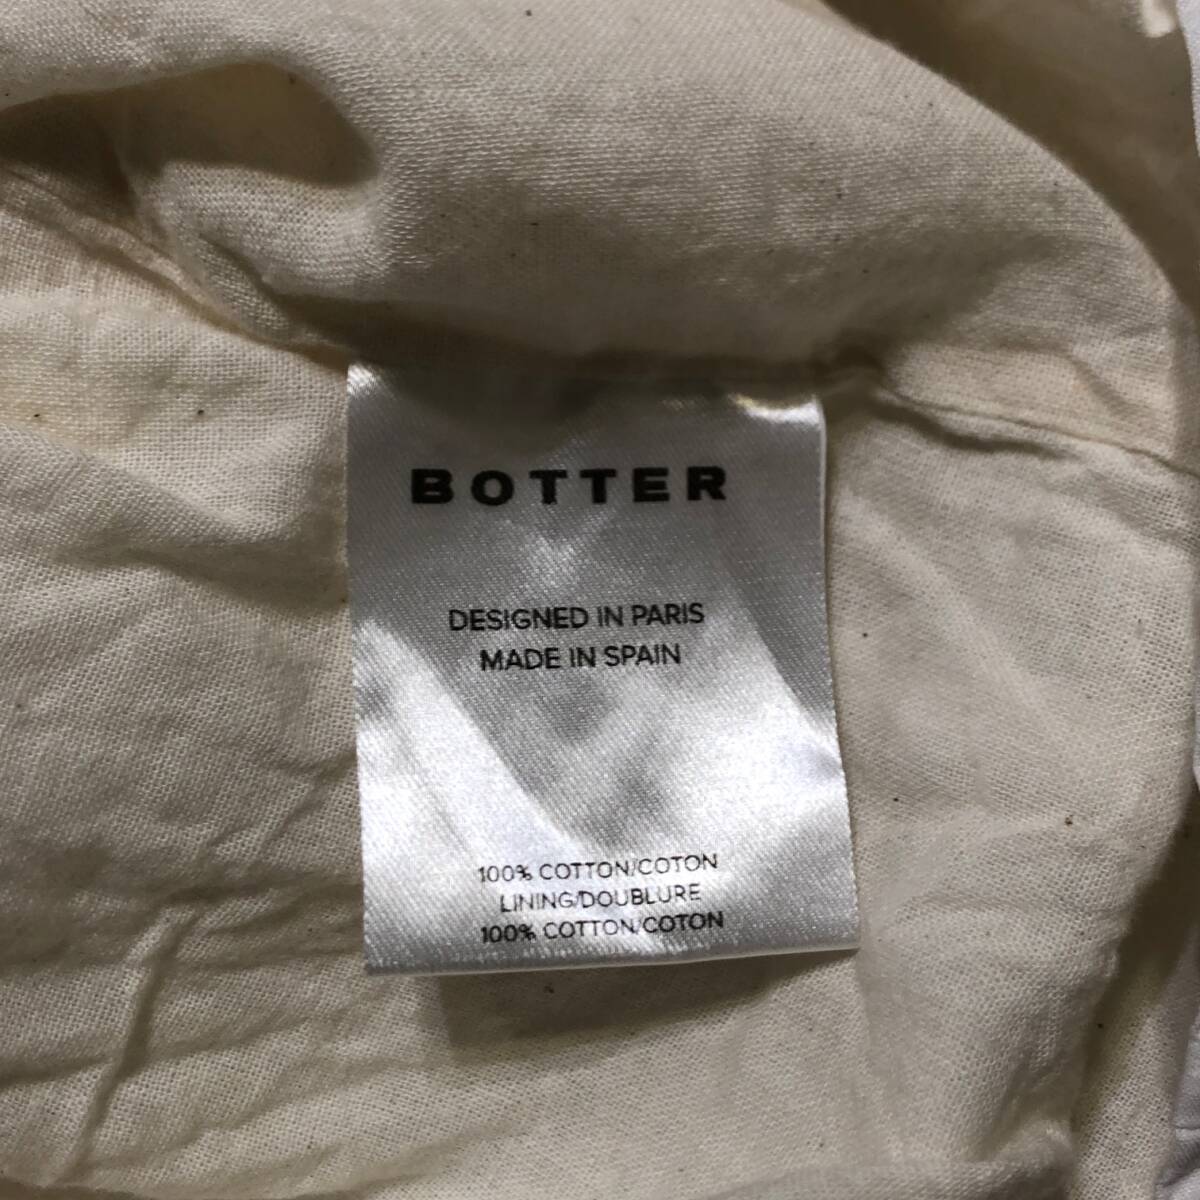 BOTTER
DESIGNED IN PARIS
MADE IN SPAIN
100% COTTON/COTON
LINING/DOUBLURE
100% COTTON/COTON